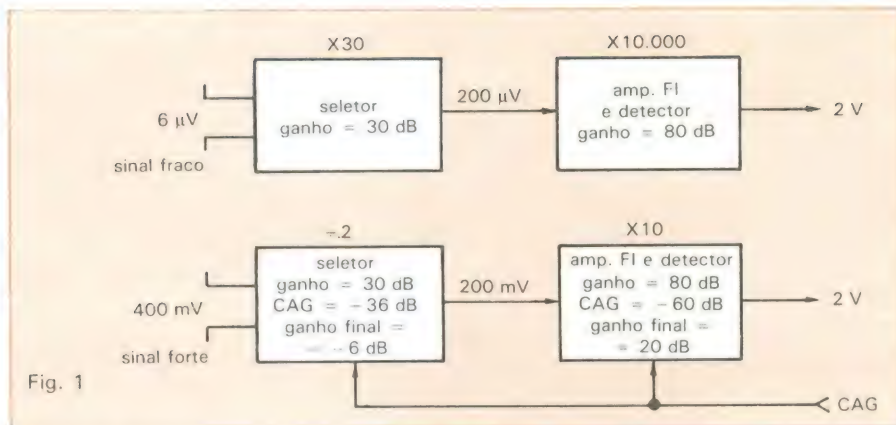 X30
seletor
ganho = 30 dB
6 µV
sinal fraco
200 µV
X10.000
amp. FI
e detector
ganho = 80 dB
2 V
÷.2
seletor
ganho = 30 dB
CAG = - 36 dB
ganho final =
= - 6 dB
400 mV
sinal forte
200 mV
X10
amp. FI e detector
ganho = 80 dB
CAG = - 60 dB
ganho final =
= 20 dB
2 V
CAG
Fig. 1